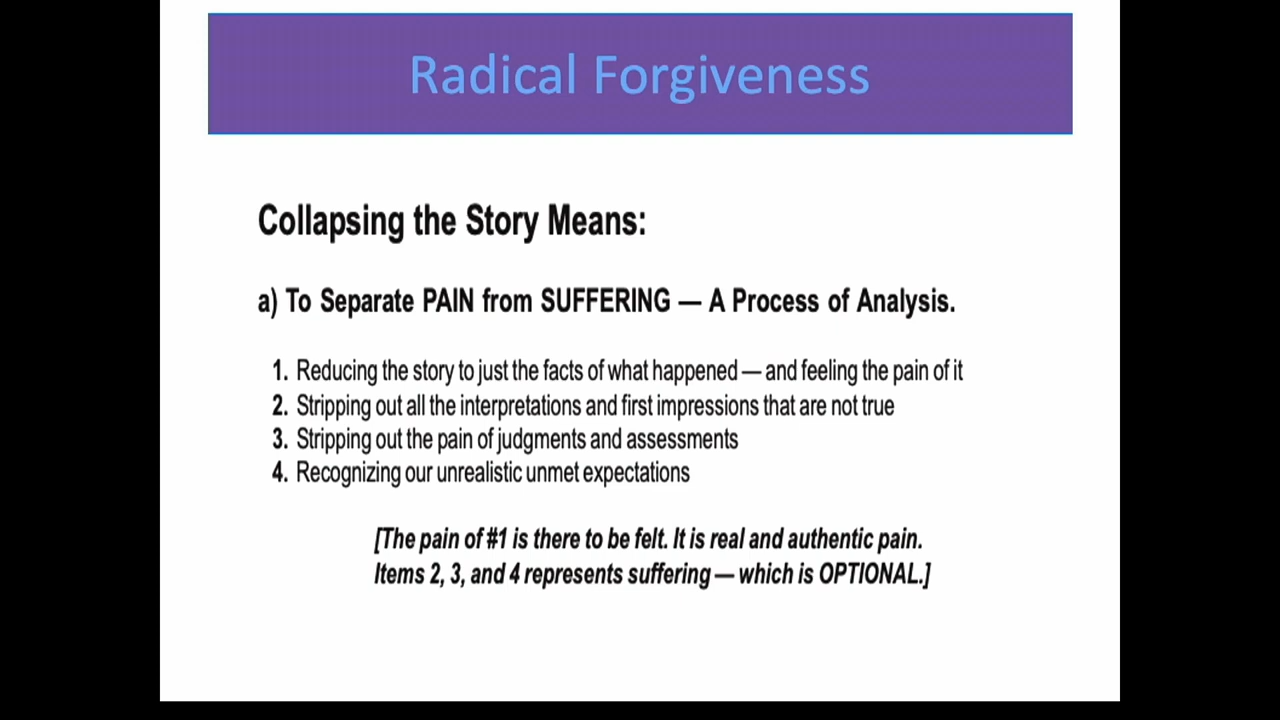 Radical Forgiveness
Collapsing the Story Means:
a) To Separate PAIN from SUFFERING — A Process of Analysis.
1. Reducing the story to just the facts of what happened — and feeling the pain of it
2. Stripping out all the interpretations and first impressions that are not true
3. Stripping out the pain of judgments and assessments
4. Recognizing our unrealistic unmet expectations
[The pain of #1 is there to be felt. It is real and authentic pain.
Items 2, 3, and 4 represents suffering — which is OPTIONAL.]